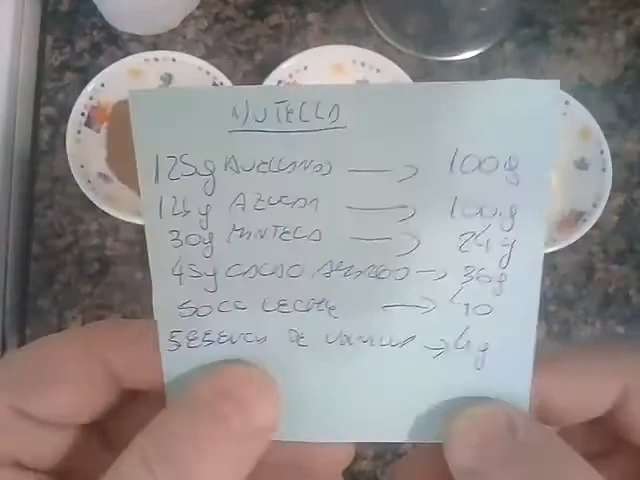 NUTELLA
125g AVELLANAS → 100g
125g AZUCAR → 100g
30g MANTECA → 24g
45g CACAO AMARGO → 36g
50CC LECHE → 40
5 ESENCIA DE VAINILLA → 4g